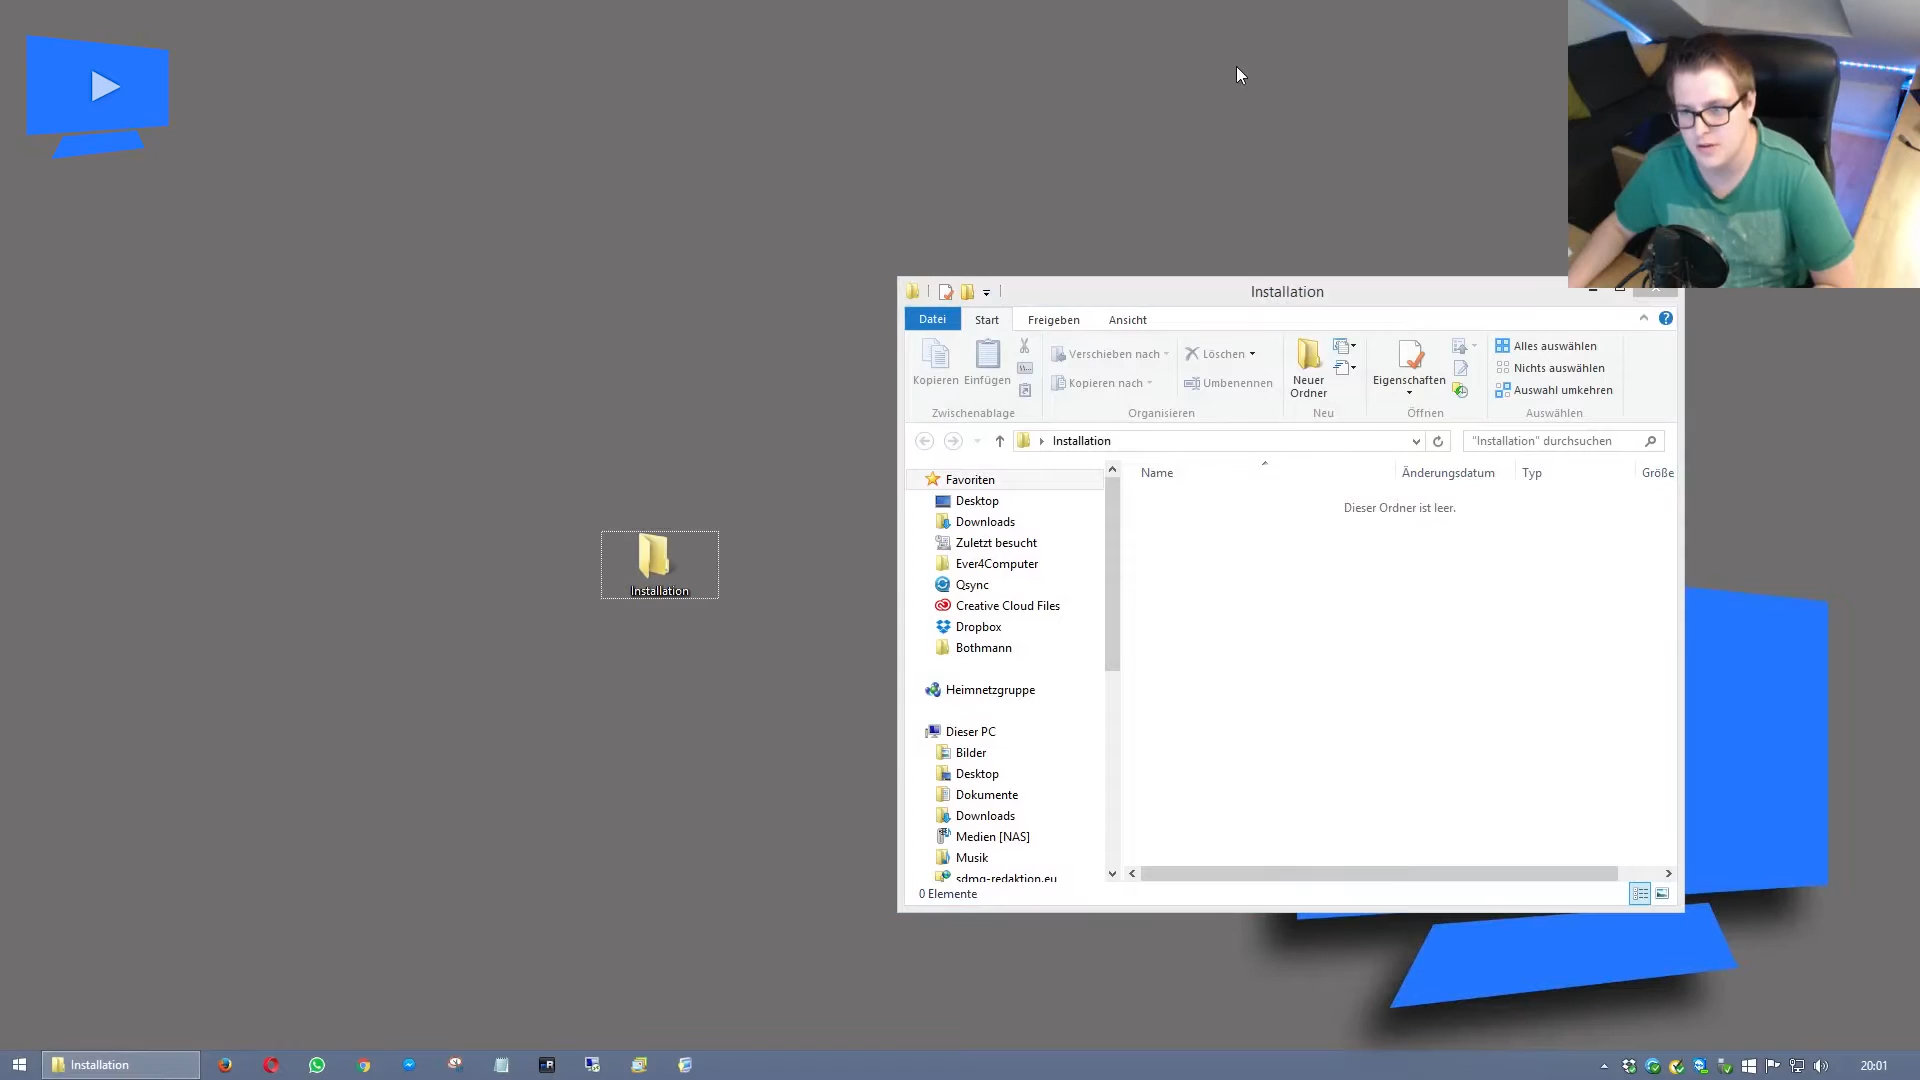 Installation
Datei Start Freigeben Ansicht
Kopieren Einfügen Verschieben nach Kopieren nach Löschen Umbenennen Neuer Ordner Eigenschaften Alles auswählen
Nichts auswählen
Auswahl umkehren
Zwischenablage Organisieren Neu Öffnen Auswählen
Installation "Installation" durchsuchen
Name Änderungsdatum Typ Größe
Dieser Ordner ist leer.
Favoriten
Desktop
Downloads
Zuletzt besucht
Ever4Computer
Qsync
Creative Cloud Files
Dropbox
Bothmann
Heimnetzgruppe
Dieser PC
Bilder
Desktop
Dokumente
Downloads
Medien [NAS]
Musik
sdmg-redaktion.eu
0 Elemente
Installation
Installation
20:01